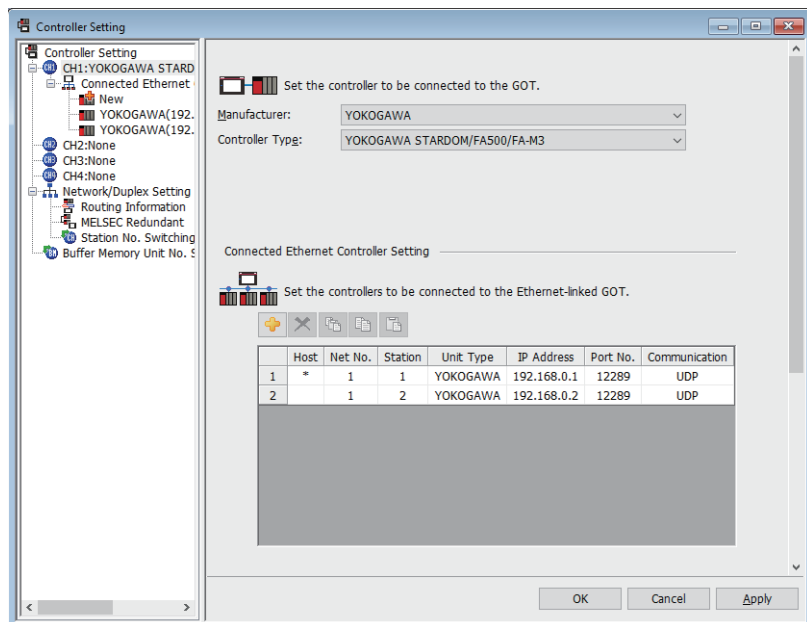 Controller Setting
Controller Setting
CH1:YOKOGAWA STARD
Connected Ethernet
New
YOKOGAWA(192.
YOKOGAWA(192.
CH2:None
CH3:None
CH4:None
Network/Duplex Setting
Routing Information
MELSEC Redundant
Station No. Switching
Buffer Memory Unit No. S
Set the controller to be connected to the GOT.
Manufacturer: YOKOGAWA
Controller Type: YOKOGAWA STARDOM/FA500/FA-M3
Connected Ethernet Controller Setting
Set the controllers to be connected to the Ethernet-linked GOT.
Host Net No. Station Unit Type IP Address Port No. Communication
1 * 1 1 YOKOGAWA 192.168.0.1 12289 UDP
2 1 2 YOKOGAWA 192.168.0.2 12289 UDP
OK Cancel Apply